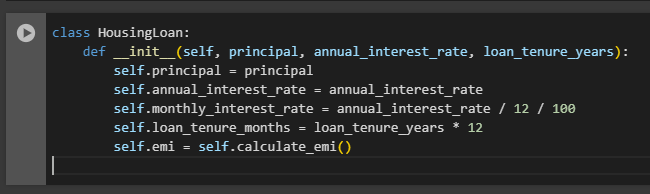 class HousingLoan:
    def __init__(self, principal, annual_interest_rate, loan_tenure_years):
        self.principal = principal
        self.annual_interest_rate = annual_interest_rate
        self.monthly_interest_rate = annual_interest_rate / 12 / 100
        self.loan_tenure_months = loan_tenure_years * 12
        self.emi = self.calculate_emi()